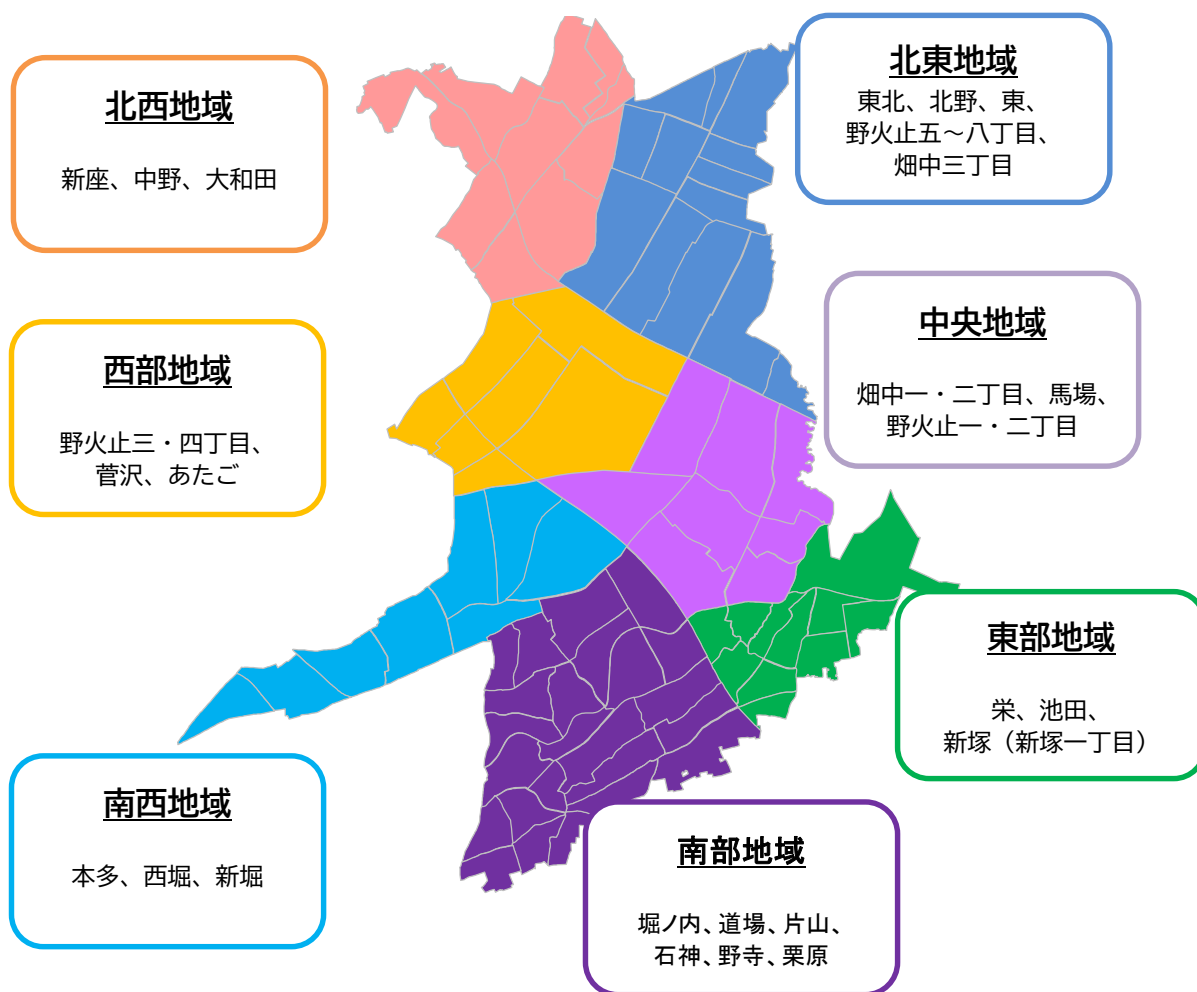 北西地域
新座、中野、大和田
北東地域
東北、北野、東、
野火止五～八丁目、
畑中三丁目
西部地域
野火止三・四丁目、
菅沢、あたご
中央地域
畑中一・二丁目、馬場、
野火止一・二丁目
東部地域
栄、池田、
新塚（新塚一丁目）
南西地域
本多、西堀、新堀
南部地域
堀ノ内、道場、片山、
石神、野寺、栗原